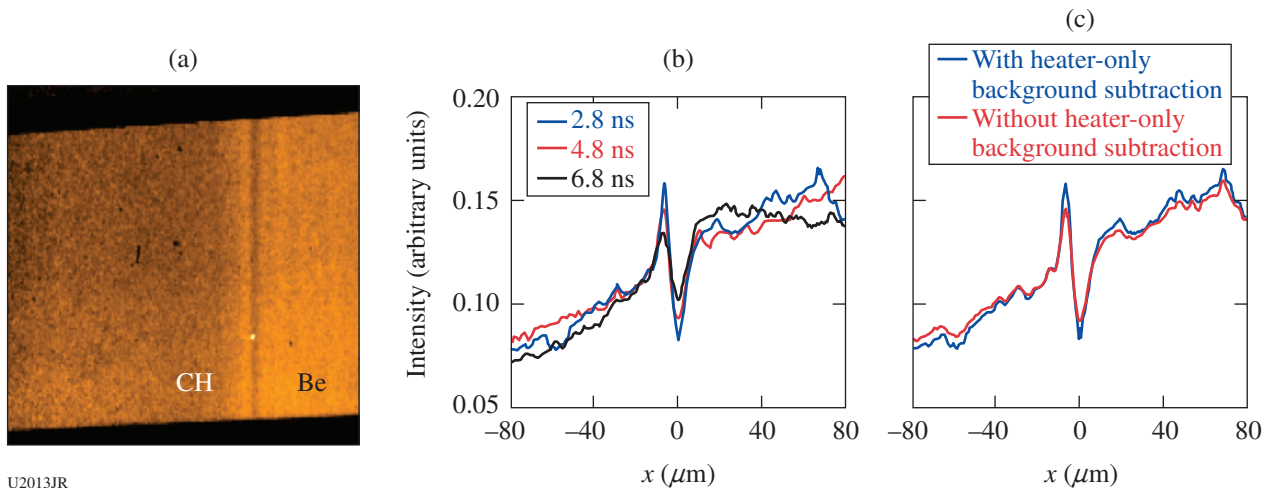 (a)
CH
Be
U2013JR
(b)
Intensity (arbitrary units)
0.20
0.15
0.10
0.05
2.8 ns
4.8 ns
6.8 ns
−80
−40
0
40
80
x (μm)
(c)
With heater-only
background subtraction
Without heater-only
background subtraction
−80
−40
0
40
80
x (μm)